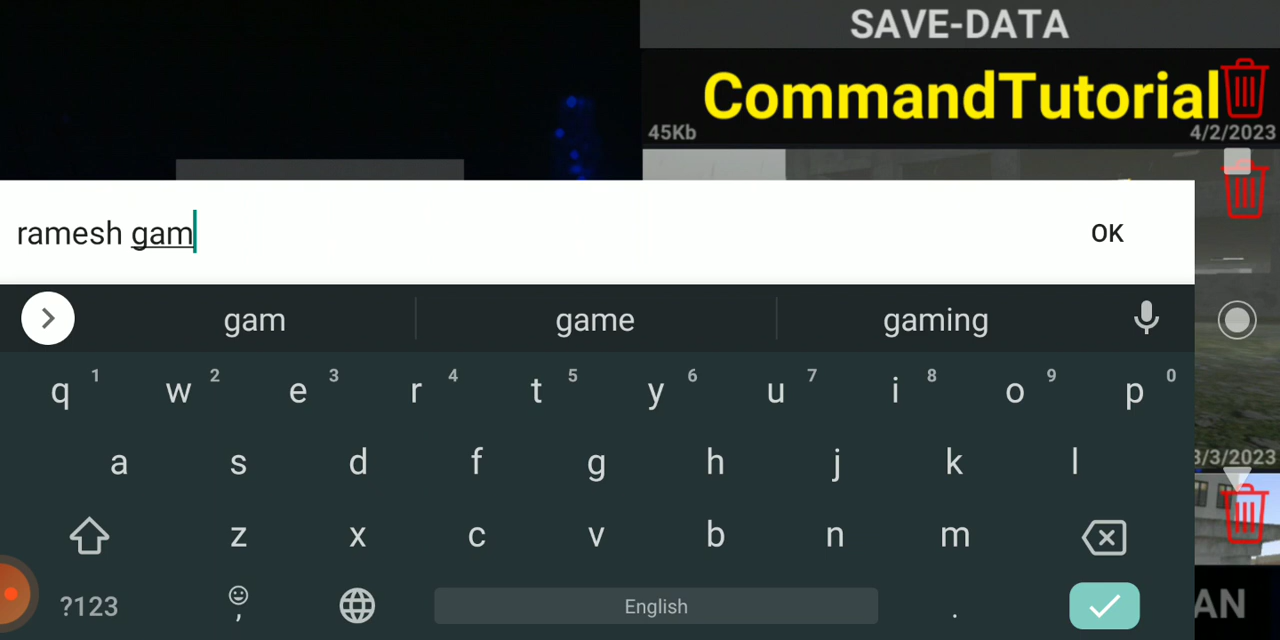 SAVE-DATA
CommandTutorial
45Kb
4/2/2023
ramesh gam
OK
gam game gaming
q 1 w 2 e 3 r 4 t 5 y 6 u 7 i 8 o 9 p 0
a s d f g h j k l
3/3/2023
z x c v b n m
?123 , English .
AN